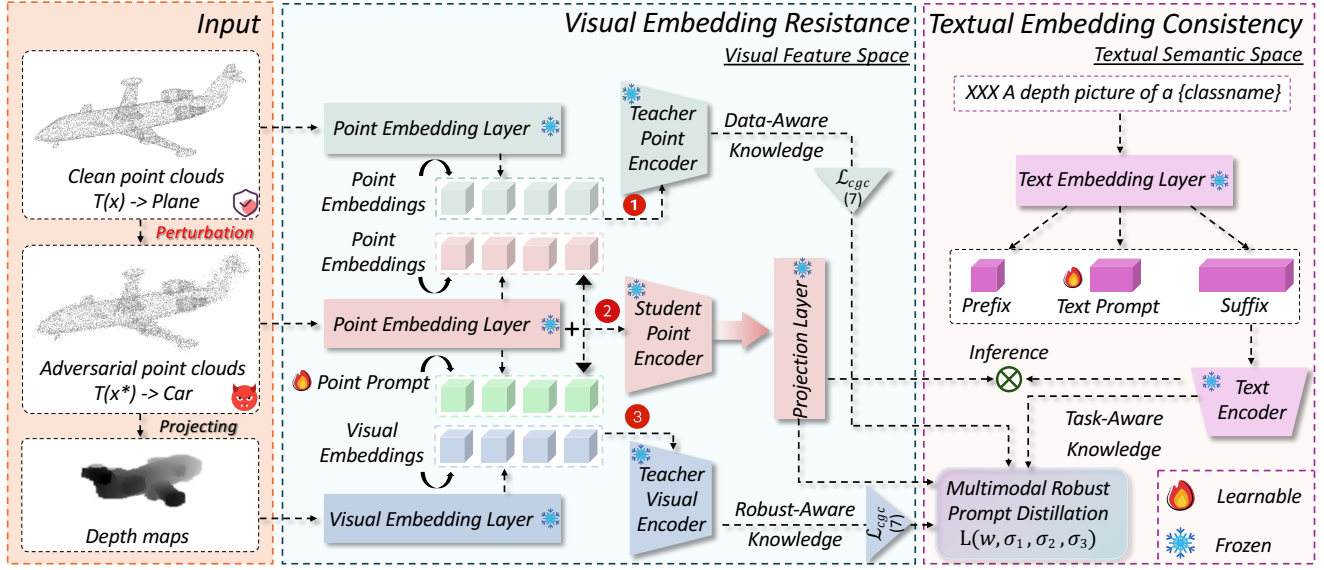 Input
Clean point clouds
T(x) -> Plane
Perturbation
Adversarial point clouds
T(x*) -> Car
Projecting
Depth maps
Visual Embedding Resistance
Visual Feature Space
Point Embedding Layer
Point
Embeddings
Point
Embeddings
Point Embedding Layer
+
Point Prompt
Visual
Embeddings
Visual Embedding Layer
1
2
3
Teacher
Point
Encoder
Student
Point
Encoder
Teacher
Visual
Encoder
Data-Aware
Knowledge
ℒcgc
(7)
Projection Layer
Robust-Aware
Knowledge
ℒcgc
(7)
Textual Embedding Consistency
Textual Semantic Space
XXX A depth picture of a {classname}
Text Embedding Layer
Prefix
Text Prompt
Suffix
Inference
Text
Encoder
Task-Aware
Knowledge
Multimodal Robust
Prompt Distillation
L(w, σ₁, σ₂, σ₃)
Learnable
Frozen